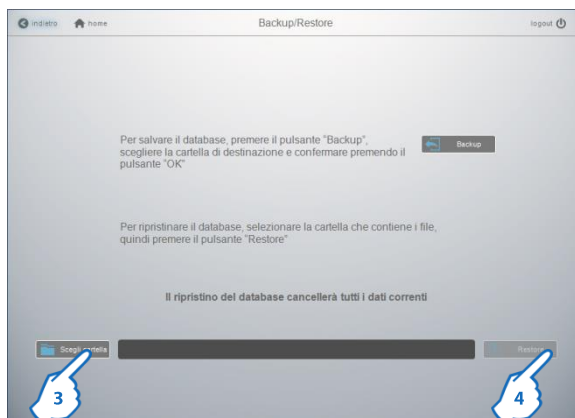 indietro home Backup/Restore logout
Per salvare il database, premere il pulsante "Backup",
scegliere la cartella di destinazione e confermare premendo il
pulsante "OK"
Backup
Per ripristinare il database, selezionare la cartella che contiene i file,
quindi premere il pulsante "Restore"
Il ripristino del database cancellerà tutti i dati correnti
Scegli cartella Restore
3 4